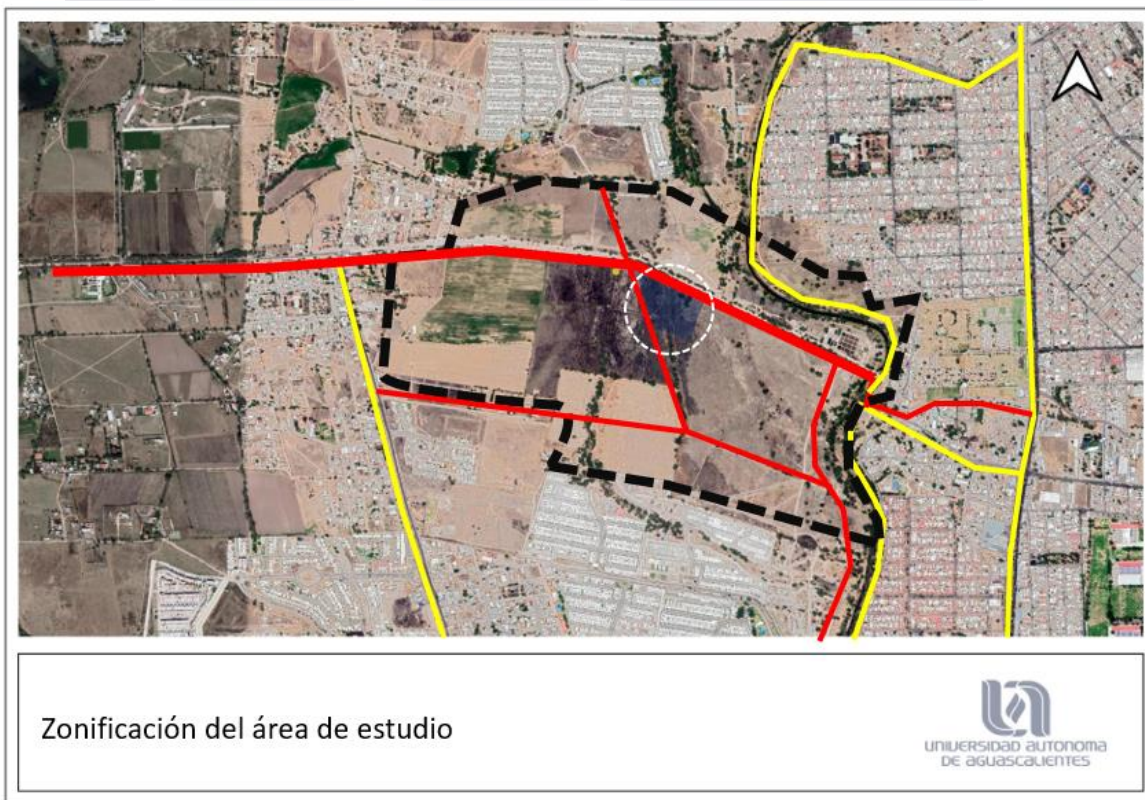 Zonificación del área de estudio
UNIVERSIDAD AUTONOMA
DE AGUASCALIENTES